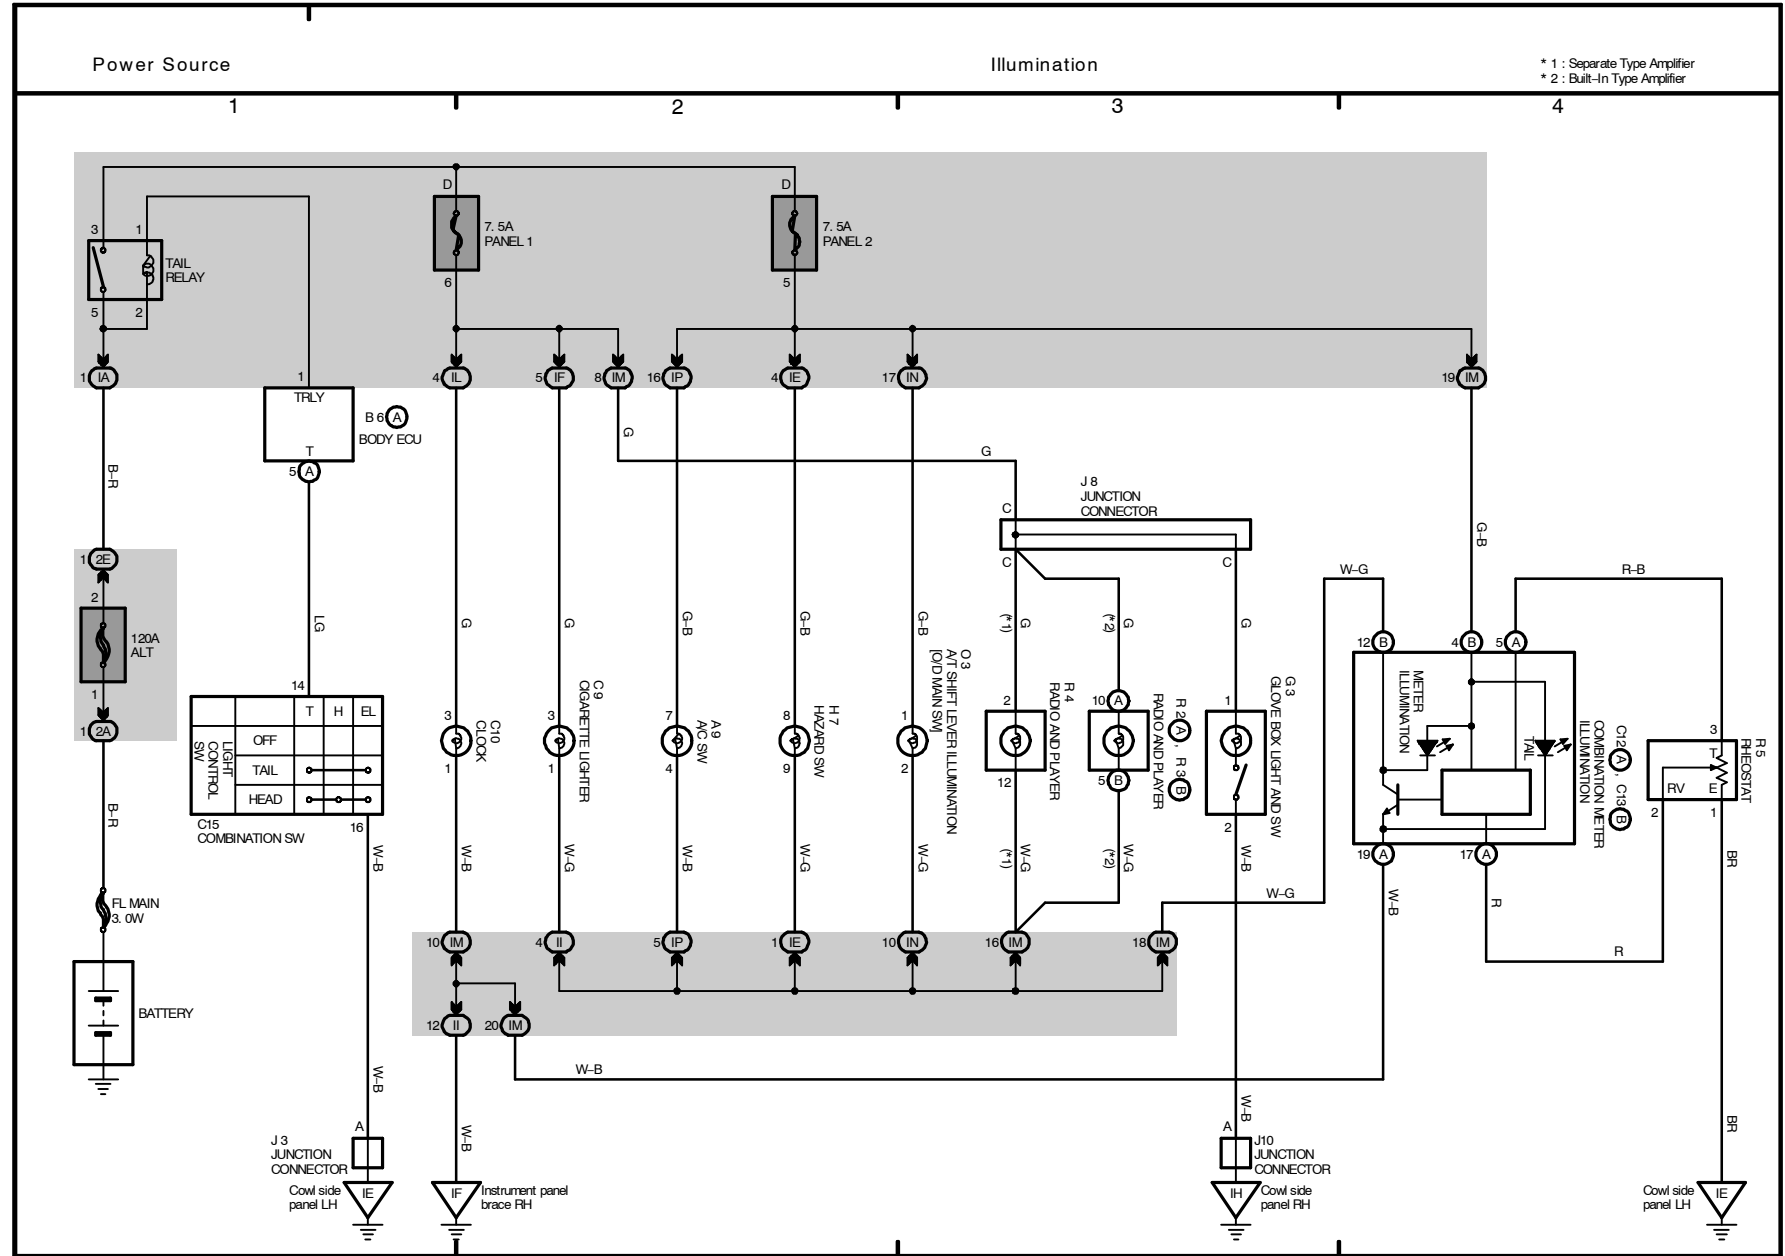 Power Source
Illumination
* 1 : Separate Type Amplifier
* 2 : Built–In Type Amplifier
1
2
3
4
D
D
7. 5A
PANEL 1
7. 5A
PANEL 2
3
1
TAIL
RELAY
5
2
6
5
1 IA
1
4 IL
5 IF
8 IM
16 IP
4 IE
17 IN
19 IM
TRLY
T
B 6 A
BODY ECU
5 A
G
G
B–R
J 8
JUNCTION
CONNECTOR
C
C
C
G–B
W–G
R–B
1 2E
2
120A
ALT
1
1 2A
LG
G
G
G–B
G–B
G–B
(*1)
G
(*2)
G
G
12 B
4 B
5 A
14
T
H
EL
OFF
TAIL
HEAD
LIGHT
CONTROL
SW
C15
COMBINATION SW
16
3
C10
CLOCK
1
3
C 9
CIGARETTE LIGHTER
1
7
A 9
A/C SW
4
8
H 7
HAZARD SW
9
1
O 3
A/T SHIFT LEVER ILLUMINATION
[O/D MAIN SW]
2
2
R 4
RADIO AND PLAYER
12
10 A
R 2 A , R 3 B
RADIO AND PLAYER
5 B
1
G 3
GLOVE BOX LIGHT AND SW
2
METER
ILLUMINATION
TAIL
C12 A , C13 B
COMBINATION METER
ILLUMINATION
19 A
17 A
3
T
RV
E
2
1
R 5
RHEOSTAT
B–R
W–B
W–B
W–G
W–B
W–G
W–G
(*1)
W–G
(*2)
W–G
W–B
W–G
W–B
R
BR
FL MAIN
3. 0W
10 IM
4 II
5 IP
1 IE
10 IN
16 IM
18 IM
R
BATTERY
12 II
20 IM
W–B
W–B
W–B
W–B
BR
A
J 3
JUNCTION
CONNECTOR
A
J10
JUNCTION
CONNECTOR
Cowl side
panel LH
IE
IF
Instrument panel
brace RH
IH
Cowl side
panel RH
Cowl side
panel LH
IE